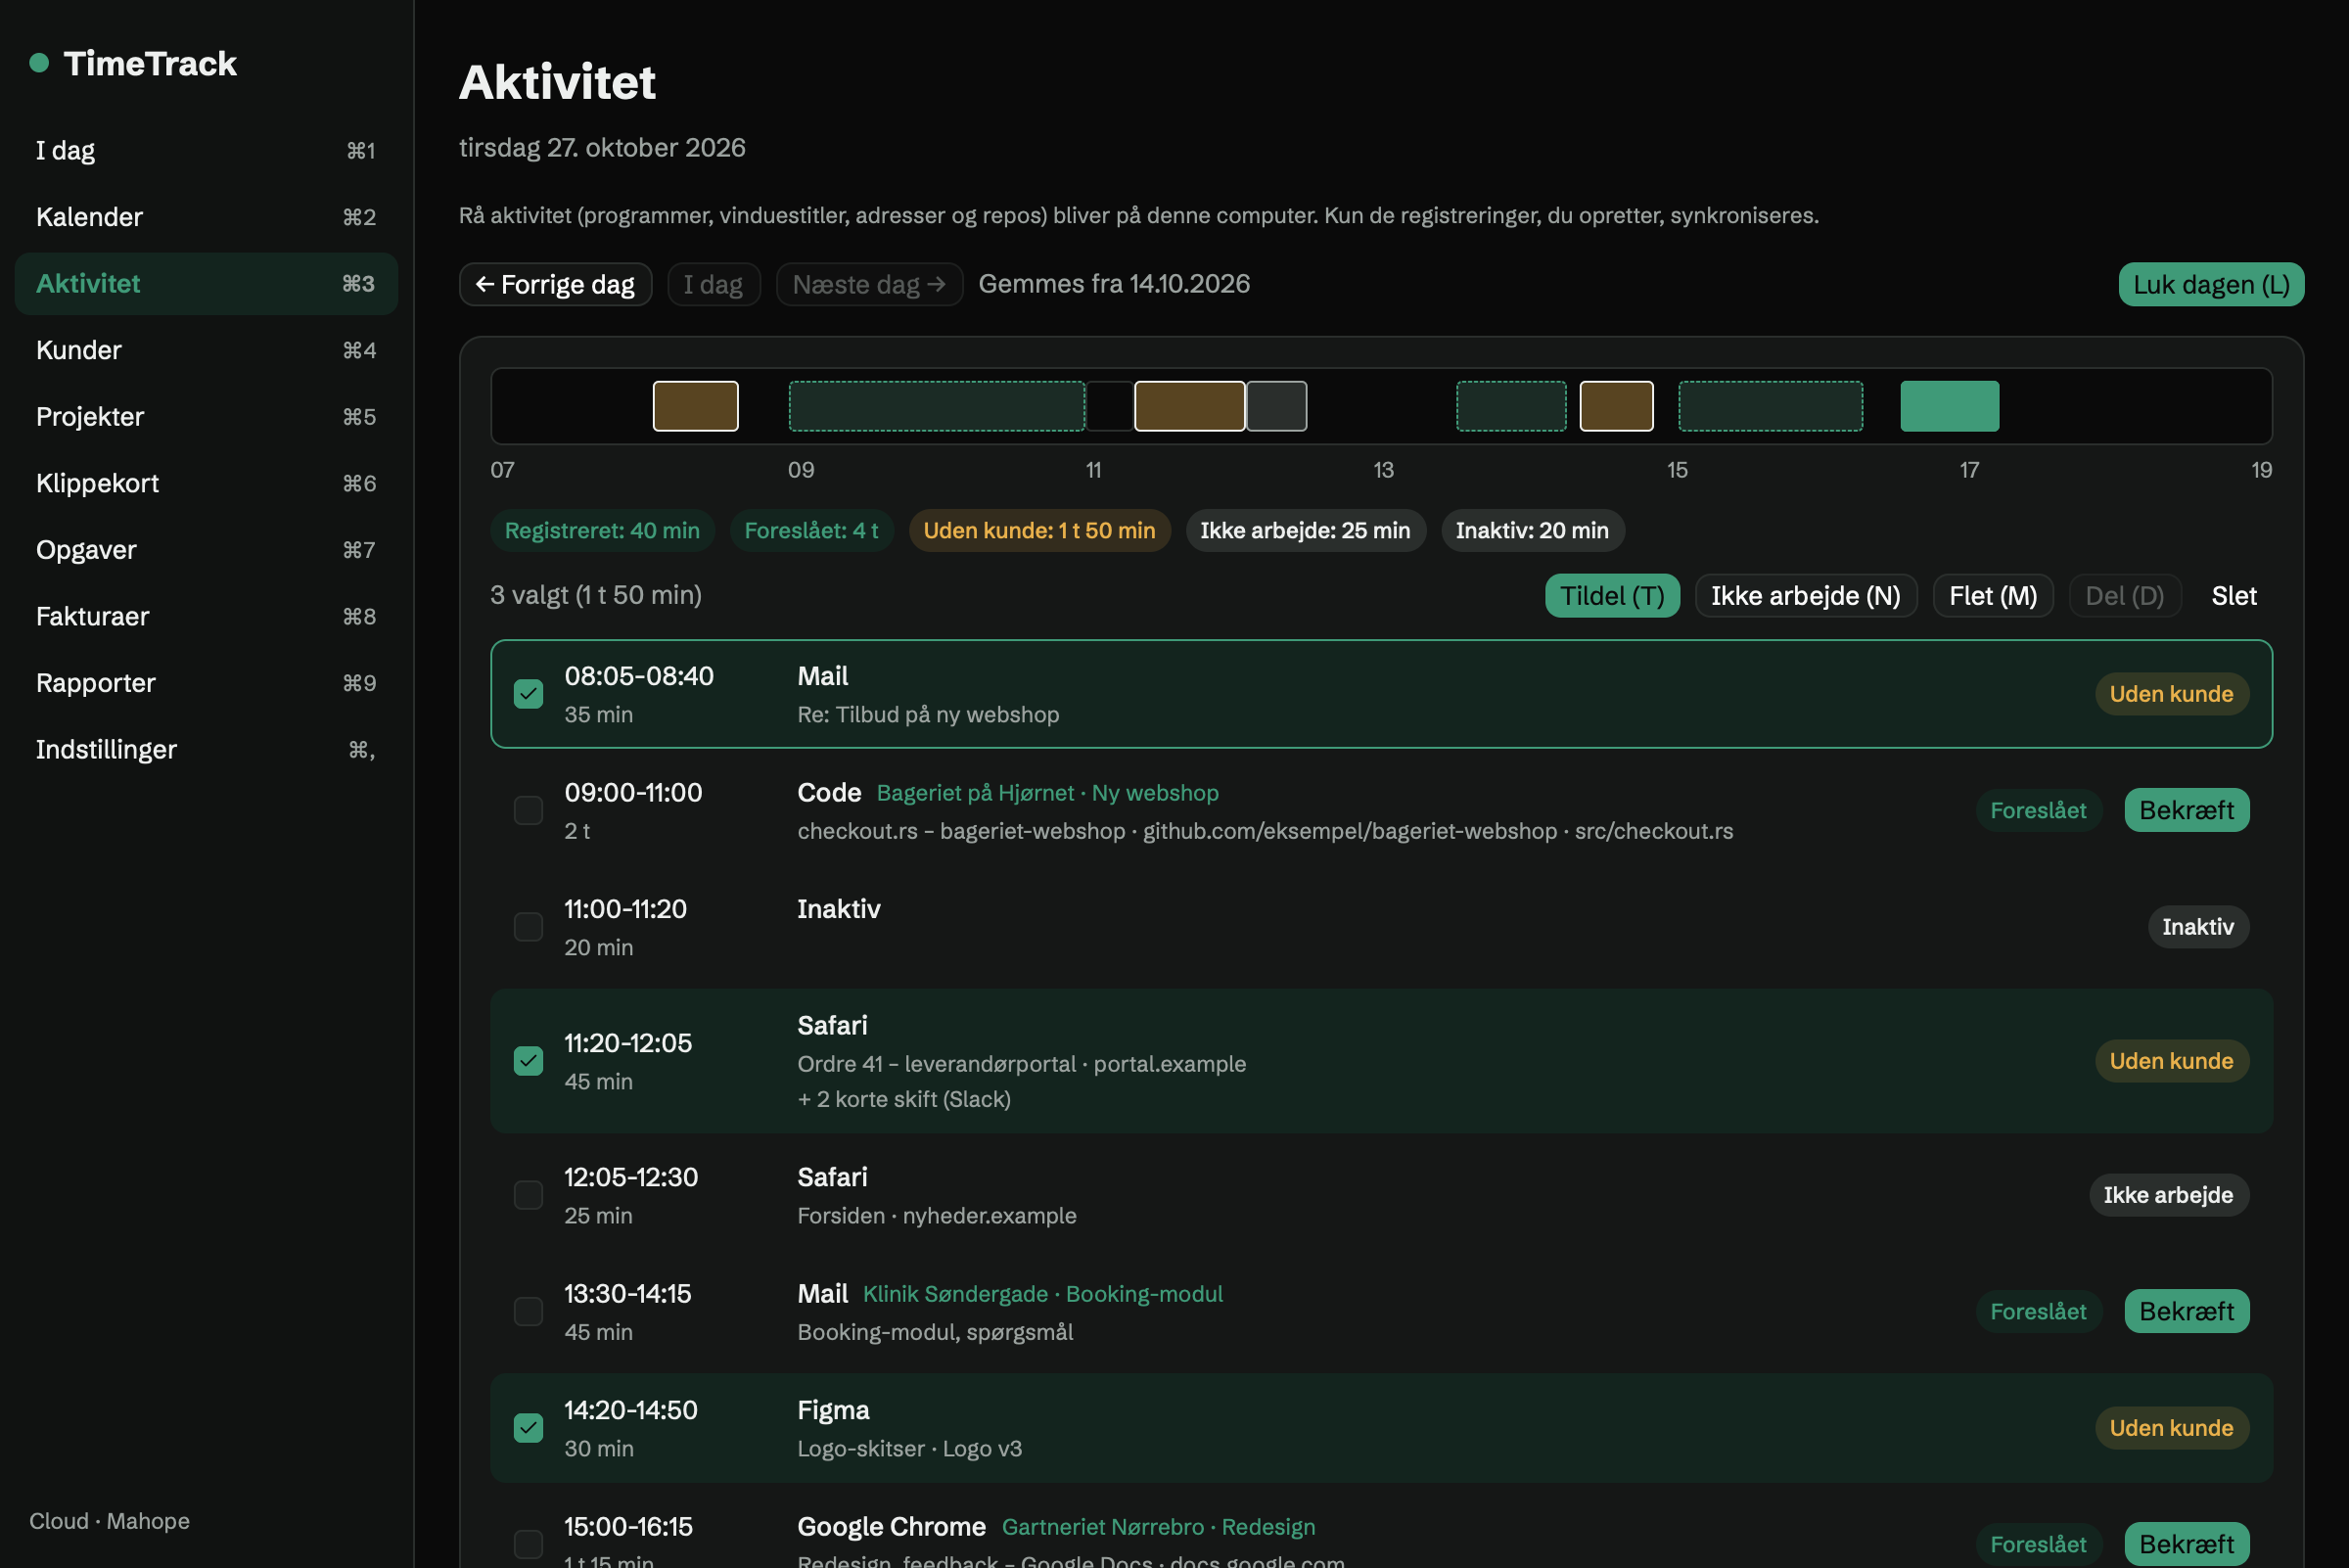 TimeTrack
I dag ⌘1
Kalender ⌘2
Aktivitet ⌘3
Kunder ⌘4
Projekter ⌘5
Klippekort ⌘6
Opgaver ⌘7
Fakturaer ⌘8
Rapporter ⌘9
Indstillinger ⌘,
Cloud · Mahope
Aktivitet
tirsdag 27. oktober 2026
Rå aktivitet (programmer, vinduestitler, adresser og repos) bliver på denne computer. Kun de registreringer, du opretter, synkroniseres.
← Forrige dag I dag Næste dag → Gemmes fra 14.10.2026 Luk dagen (L)
07 09 11 13 15 17 19
Registreret: 40 min Foreslået: 4 t Uden kunde: 1 t 50 min Ikke arbejde: 25 min Inaktiv: 20 min
3 valgt (1 t 50 min) Tildel (T) Ikke arbejde (N) Flet (M) Del (D) Slet
08:05–08:40 Mail Uden kunde
35 min Re: Tilbud på ny webshop
09:00–11:00 Code Bageriet på Hjørnet · Ny webshop Foreslået Bekræft
2 t checkout.rs – bageriet-webshop · github.com/eksempel/bageriet-webshop · src/checkout.rs
11:00–11:20 Inaktiv Inaktiv
20 min
Safari
11:20–12:05 Ordre 41 – leverandørportal · portal.example Uden kunde
45 min + 2 korte skift (Slack)
12:05–12:30 Safari Ikke arbejde
25 min Forsiden · nyheder.example
13:30–14:15 Mail Klinik Søndergade · Booking-modul Foreslået Bekræft
45 min Booking-modul, spørgsmål
14:20–14:50 Figma Uden kunde
30 min Logo-skitser · Logo v3
15:00–16:15 Google Chrome Gartneriet Nørrebro · Redesign Foreslået Bekræft
1 t 15 min Redesign, feedback – Google Docs · docs.google.com